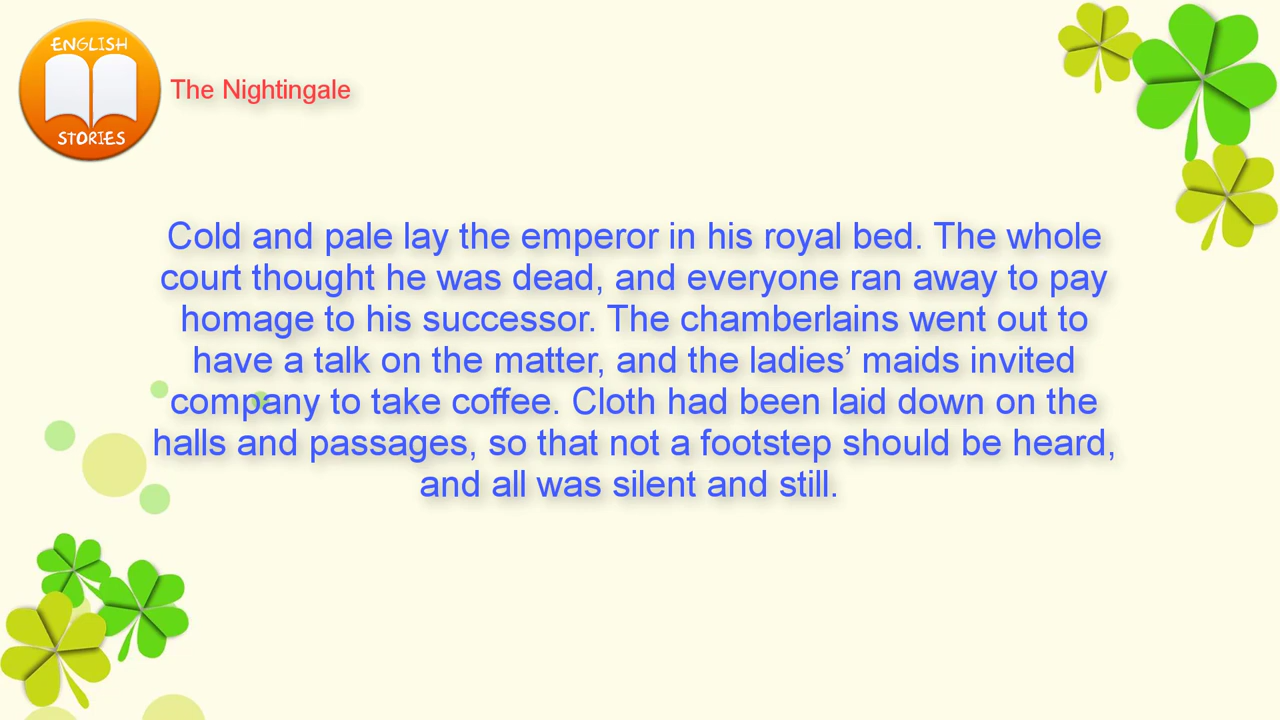 ENGLISH
STORIES
The Nightingale
Cold and pale lay the emperor in his royal bed. The whole
court thought he was dead, and everyone ran away to pay
homage to his successor. The chamberlains went out to
have a talk on the matter, and the ladies’ maids invited
company to take coffee. Cloth had been laid down on the
halls and passages, so that not a footstep should be heard,
and all was silent and still.